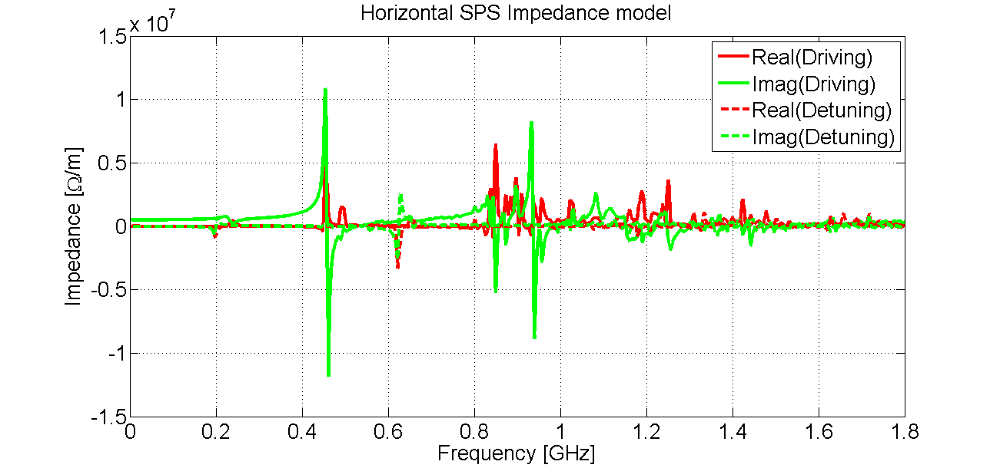 Horizontal SPS Impedance model
x 10⁷
1.5
1
0.5
0
-0.5
-1
-1.5
Impedance [Ω/m]
Real(Driving)
Imag(Driving)
Real(Detuning)
Imag(Detuning)
0 0.2 0.4 0.6 0.8 1 1.2 1.4 1.6 1.8
Frequency [GHz]